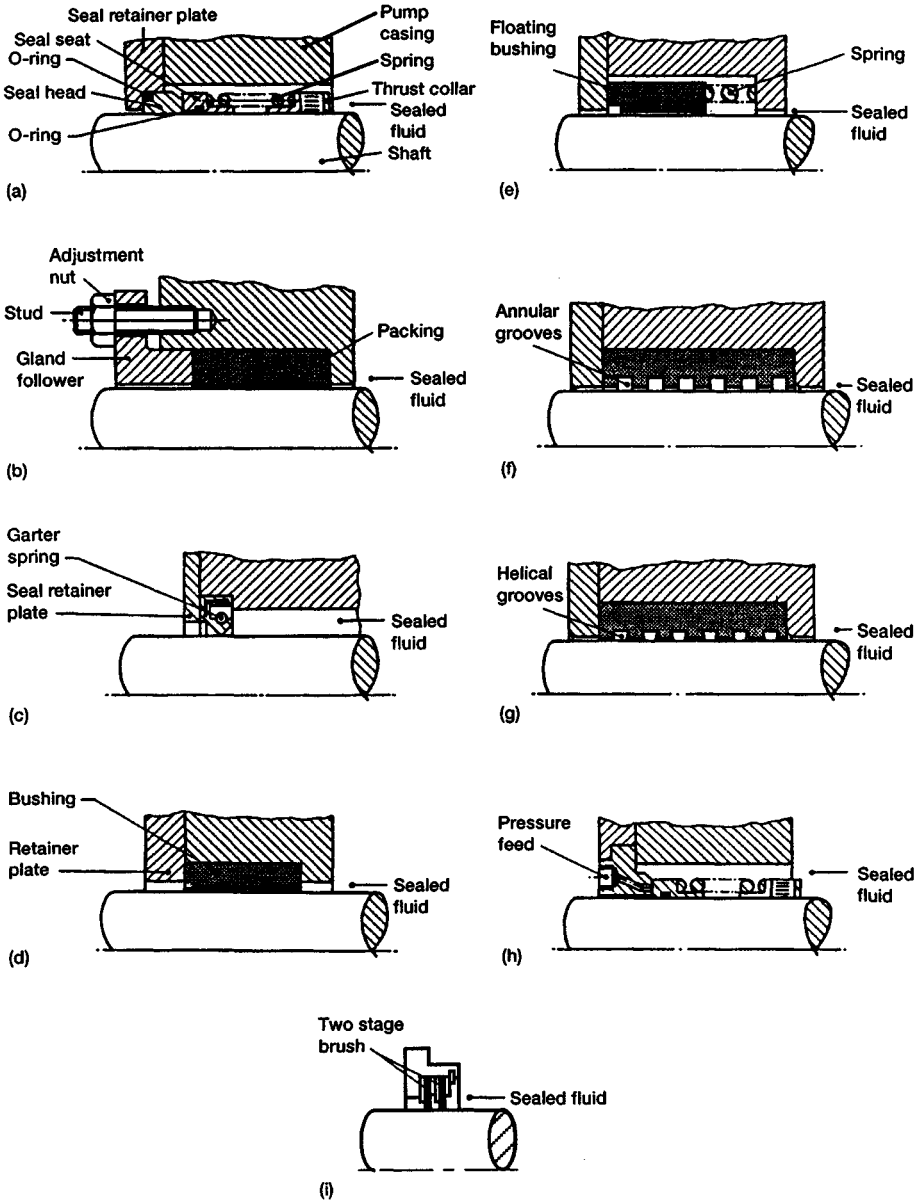 Seal retainer plate
Seal seat
O-ring
Seal head
O-ring
Pump
casing
Spring
Thrust collar
Sealed
fluid
Shaft
(a)
Adjustment
nut
Stud
Gland
follower
Packing
Sealed
fluid
(b)
Garter
spring
Seal retainer
plate
Sealed
fluid
(c)
Bushing
Retainer
plate
Sealed
fluid
(d)
Floating
bushing
Spring
Sealed
fluid
(e)
Annular
grooves
Sealed
fluid
(f)
Helical
grooves
Sealed
fluid
(g)
Pressure
feed
Sealed
fluid
(h)
Two stage
brush
Sealed fluid
(i)